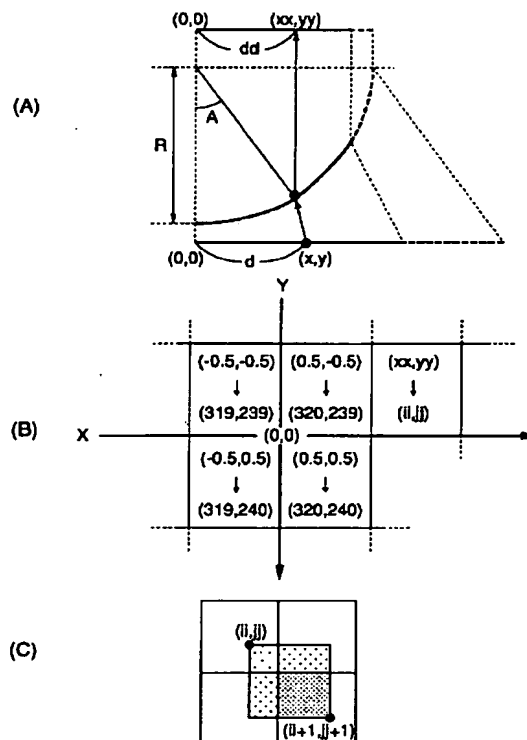 (0,0) (xx,yy)
dd
(A)
A
R
(0,0) d (x,y)
Y
(-0.5,-0.5) (0.5,-0.5) (xx,yy)
(319,239) (320,239) (ii,jj)
(B)
X (0,0)
(-0.5,0.5) (0.5,0.5)
(319,240) (320,240)
(C)
(ii,jj)
(ii+1,jj+1)